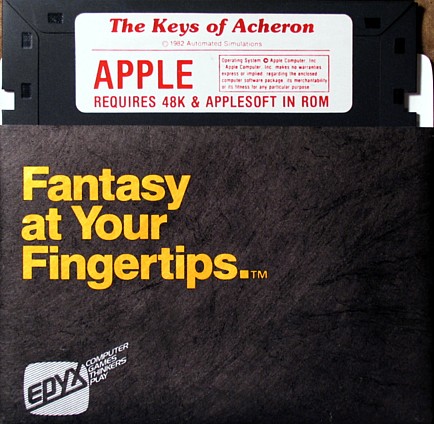 The Keys of Acheron
© 1982 Automated Simulations
APPLE
Operating System © Apple Computer, Inc.
Apple Computer, Inc. makes no warranties
express or implied, regarding the enclosed
computer software package, its merchantability
or its fitness for any particular purpose.
REQUIRES 48K & APPLESOFT IN ROM
Fantasy
at Your
Fingertips.™
EPYX
COMPUTER
GAMES
THINKERS
PLAY